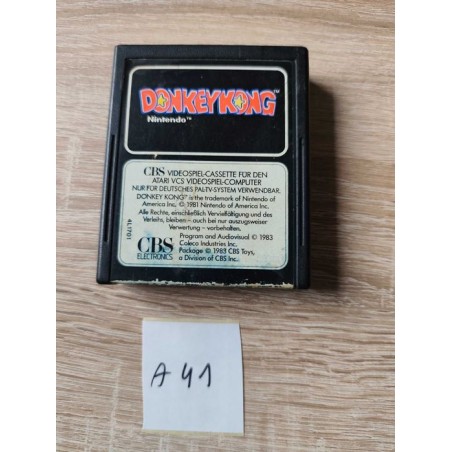 DONKEY KONG™
Nintendo™
CBS VIDEOSPIEL-CASSETTE FÜR DEN
ATARI VCS VIDEOSPIEL-COMPUTER
NUR FÜR DEUTSCHES PAL-TV-SYSTEM VERWENDBAR.
DONKEY KONG™ is the trademark of Nintendo of
America Inc. © 1981 Nintendo of America Inc.
Alle Rechte, einschließlich Vervielfältigung und des
Verleihs, bleiben – auch bei nur auszugsweiser
Verwertung – vorbehalten.
Program and Audiovisual © 1983
Coleco Industries Inc.
Package © 1983 CBS Toys,
a Division of CBS Inc.
CBS
ELECTRONICS
4L1701
A41